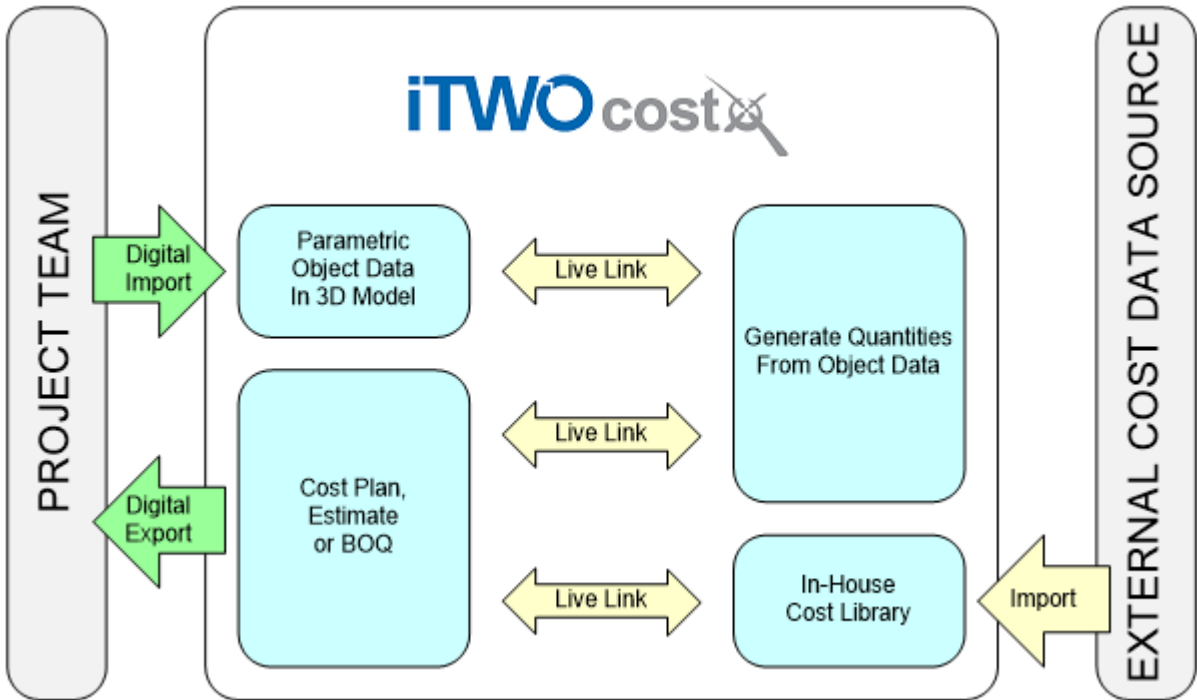 PROJECT TEAM
iTWO costX
Digital
Import
Parametric
Object Data
In 3D Model
Live Link
Generate Quantities
From Object Data
Live Link
Digital
Export
Cost Plan,
Estimate
or BOQ
Live Link
In-House
Cost Library
Import
EXTERNAL COST DATA SOURCE